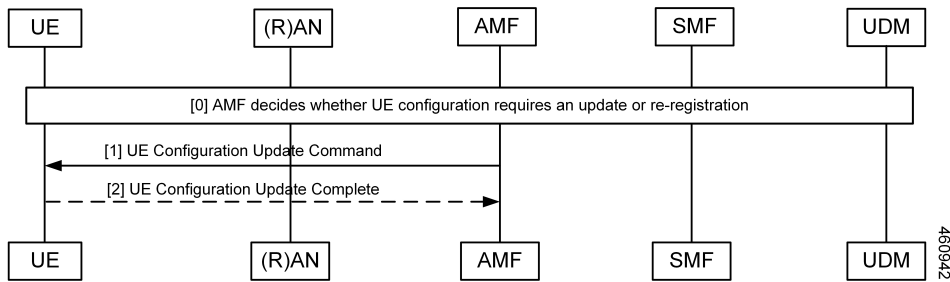 UE
(R)AN
AMF
SMF
UDM
[0] AMF decides whether UE configuration requires an update or re-registration
[1] UE Configuration Update Command
[2] UE Configuration Update Complete
UE
(R)AN
AMF
SMF
UDM
460942